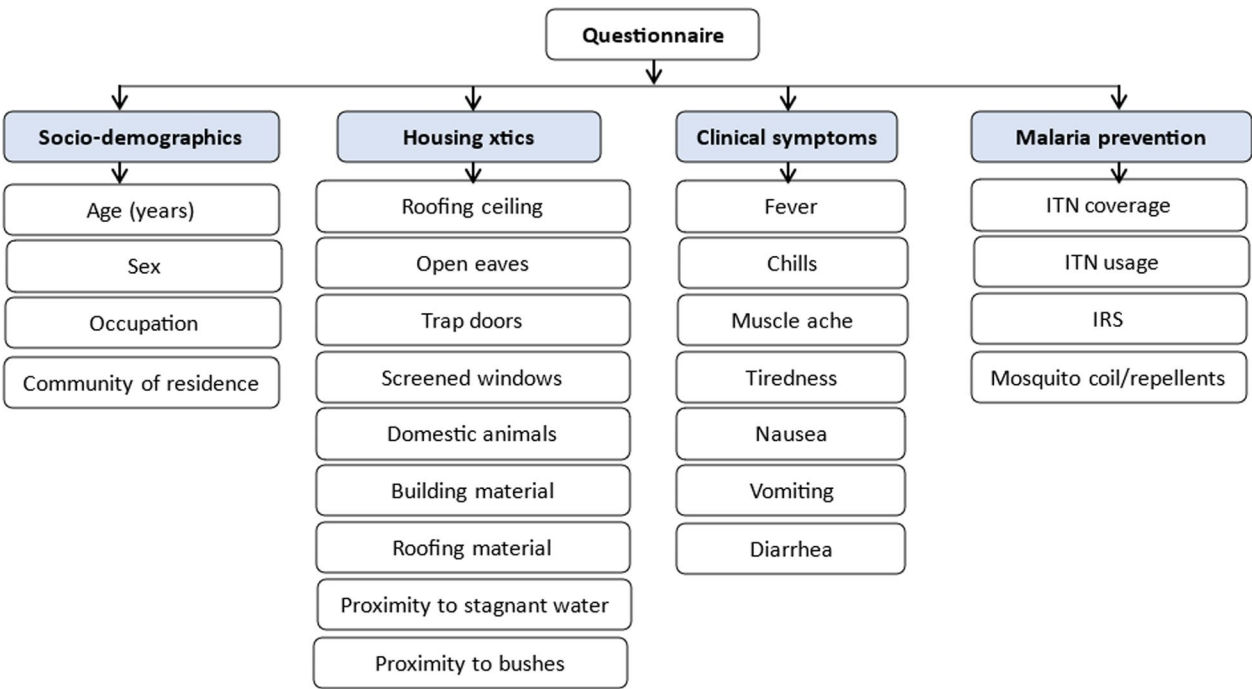 Questionnaire
Socio-demographics
Age (years)
Sex
Occupation
Community of residence
Housing xtics
Roofing ceiling
Open eaves
Trap doors
Screened windows
Domestic animals
Building material
Roofing material
Proximity to stagnant water
Proximity to bushes
Clinical symptoms
Fever
Chills
Muscle ache
Tiredness
Nausea
Vomiting
Diarrhea
Malaria prevention
ITN coverage
ITN usage
IRS
Mosquito coil/repellents